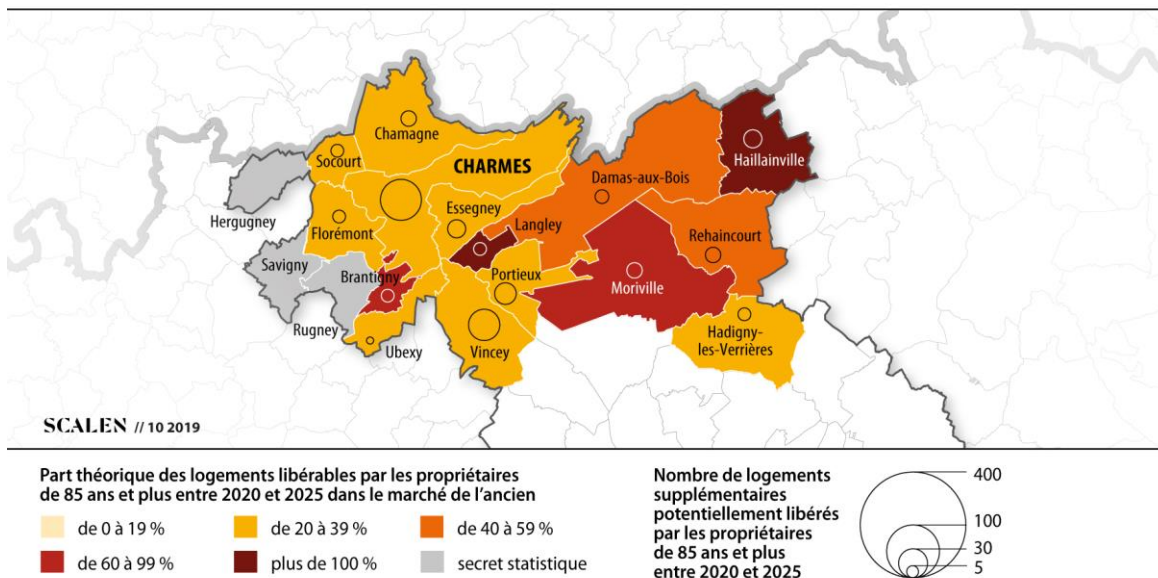 Chamagne
Socourt
CHARMES
Haillainville
Damas-aux-Bois
Hergugney
Essegney
Florémont
Langley
Rehaincourt
Savigny
Brantigny
Portieux
Moriville
Rugney
Hadigny-
les-Verrières
Ubexy
Vincey
SCALEN // 10 2019
Part théorique des logements libérables par les propriétaires
de 85 ans et plus entre 2020 et 2025 dans le marché de l'ancien
de 0 à 19 %
de 20 à 39 %
de 40 à 59 %
de 60 à 99 %
plus de 100 %
secret statistique
Nombre de logements
supplémentaires
potentiellement libérés
par les propriétaires
de 85 ans et plus
entre 2020 et 2025
400
100
30
5